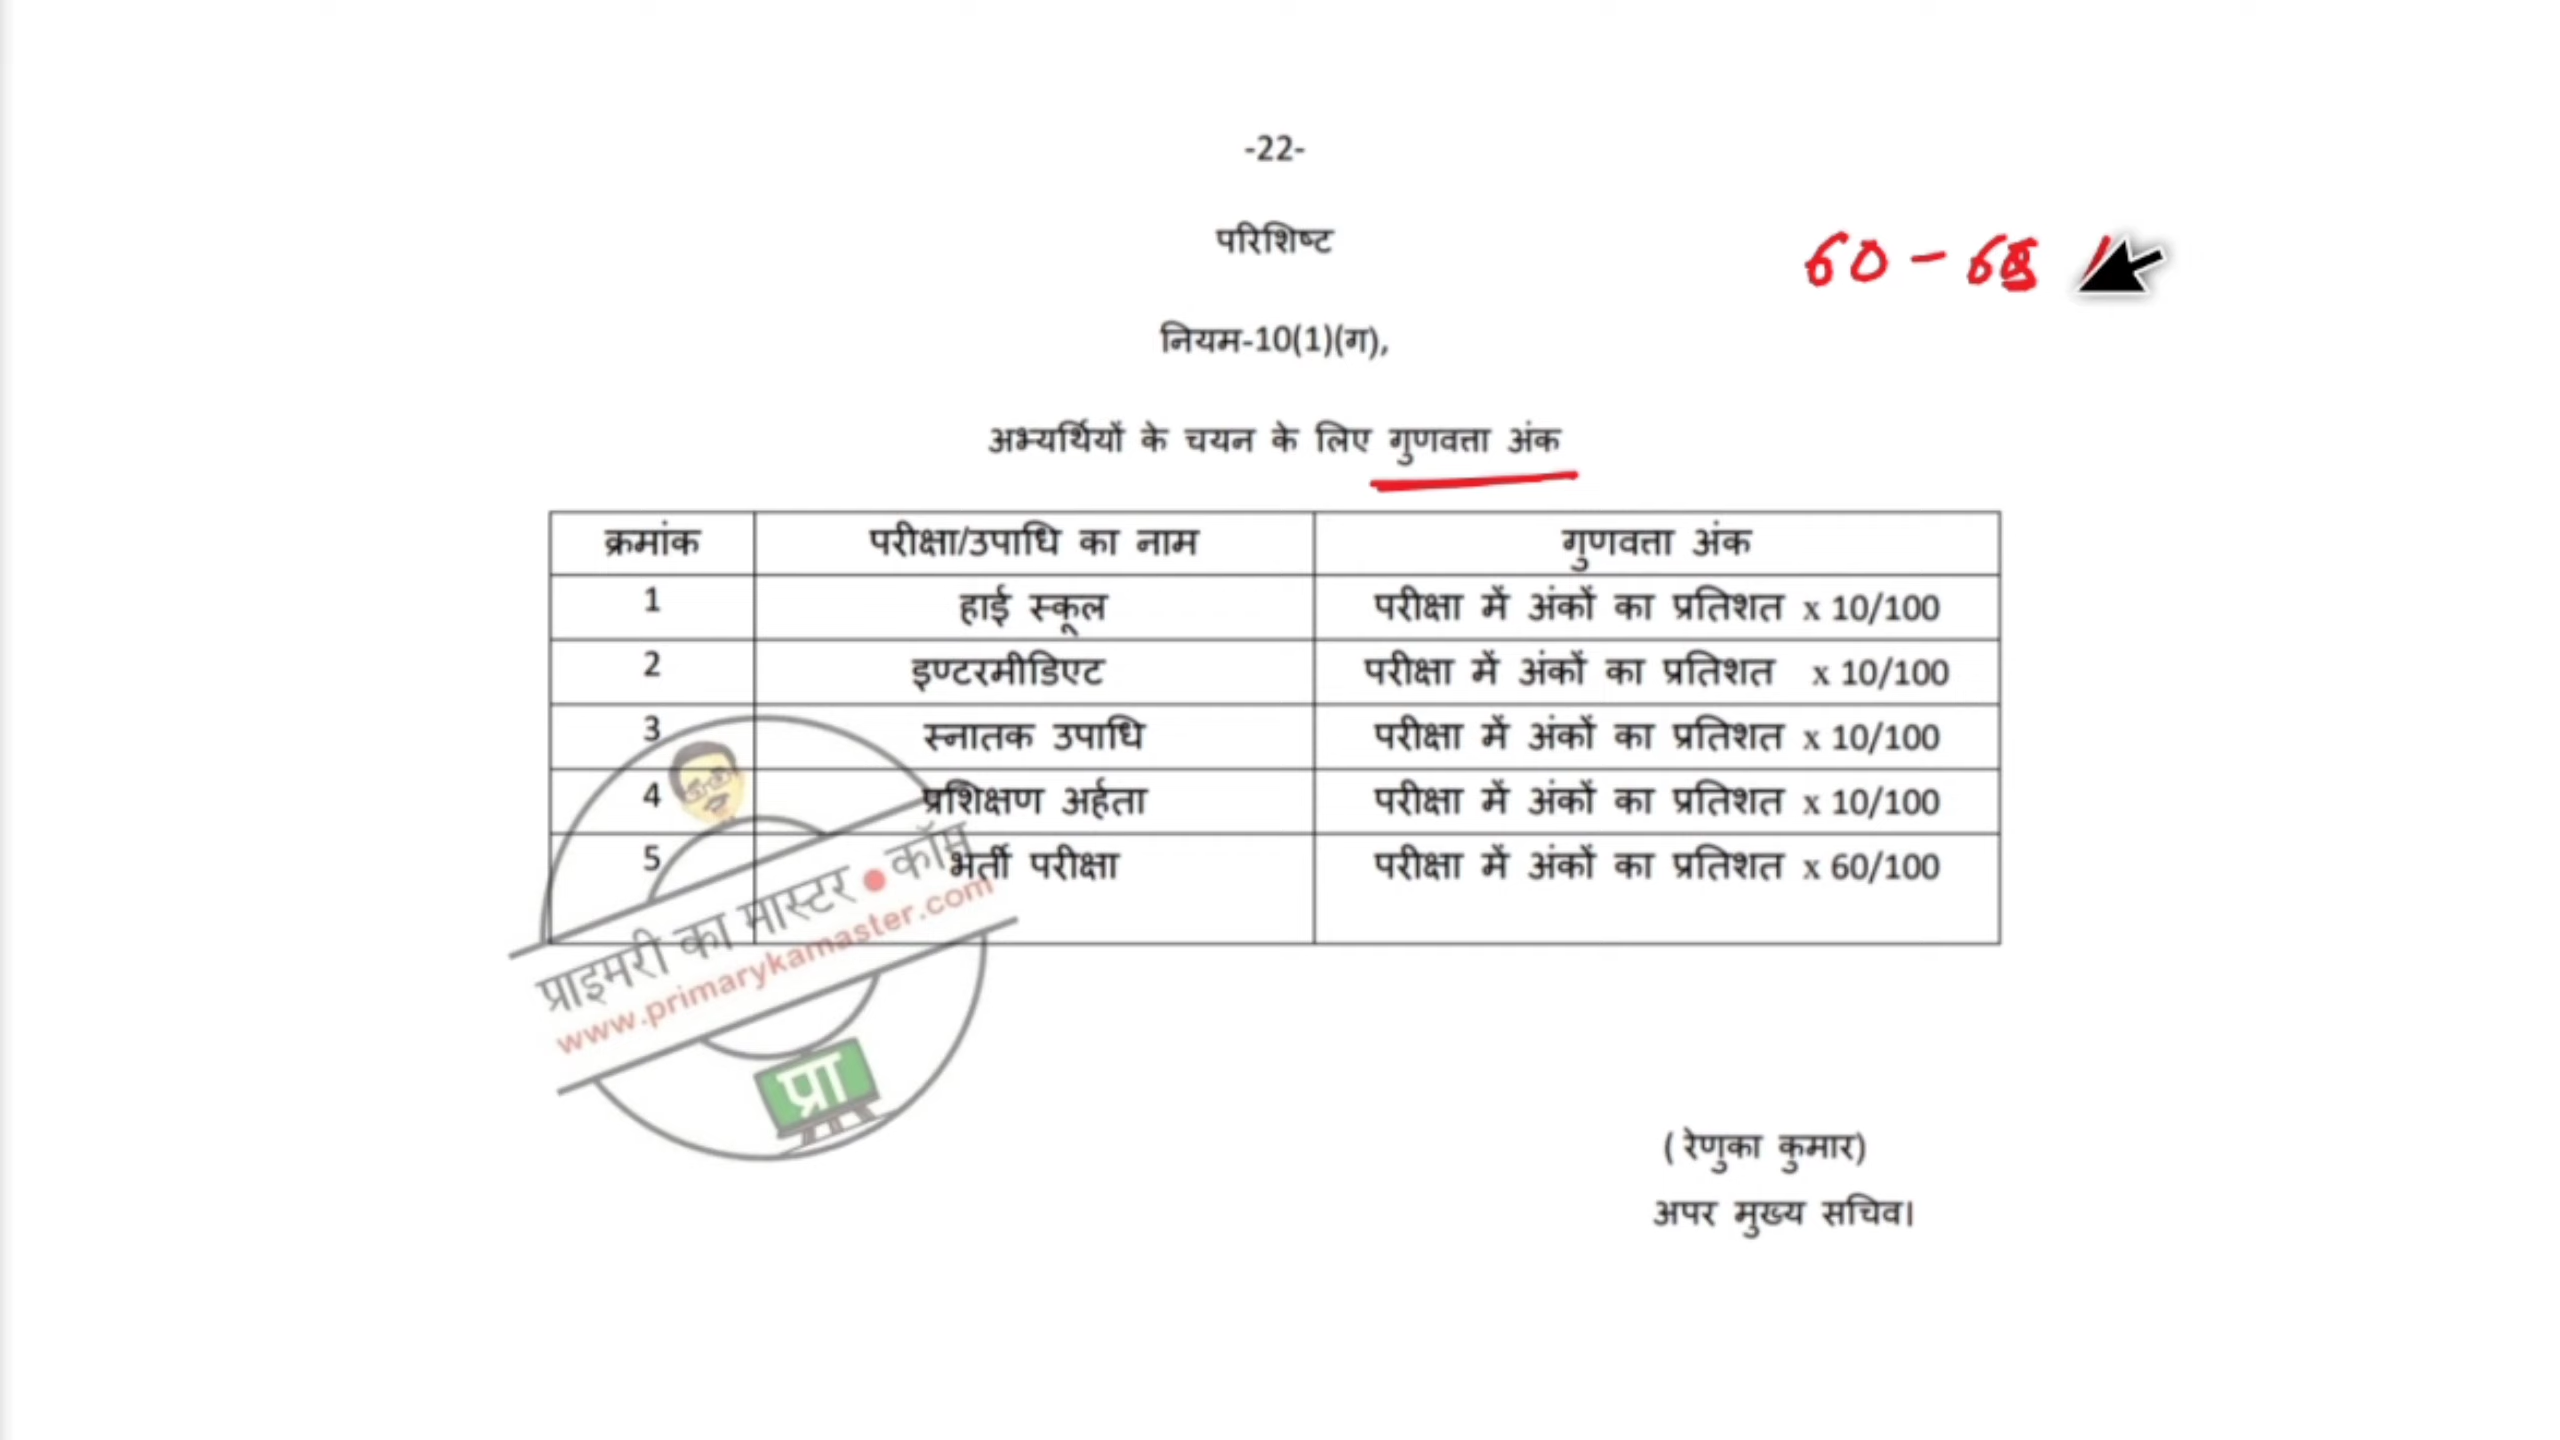 -22-
परिशिष्ट
60 -
नियम-10(1)(ग),
अभ्यर्थियों के चयन के लिए गुणवत्ता अंक
क्रमांक परीक्षा/उपाधि का नाम गुणवत्ता अंक
1 हाई स्कूल परीक्षा में अंकों का प्रतिशत x 10/100
2 इण्टरमीडिएट परीक्षा में अंकों का प्रतिशत x 10/100
3 स्नातक उपाधि परीक्षा में अंकों का प्रतिशत x 10/100
4 प्रशिक्षण अर्हता परीक्षा में अंकों का प्रतिशत x 10/100
5 भर्ती परीक्षा परीक्षा में अंकों का प्रतिशत x 60/100
प्राइमरी का मास्टर ● कॉम
www.primarykamaster.com
प्रा
( रेणुका कुमार)
अपर मुख्य सचिव।